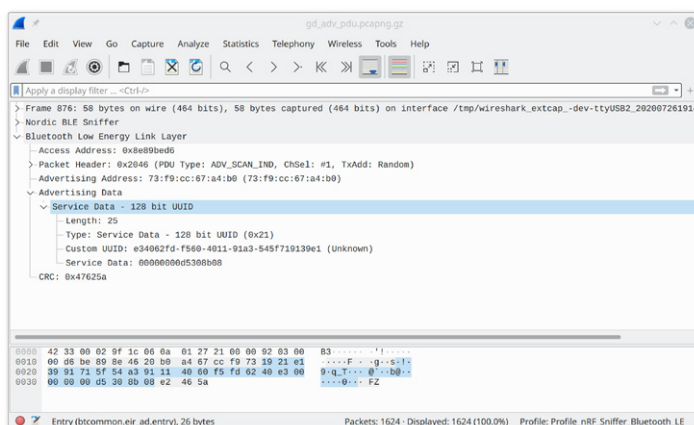 gd_adv_pdu.pcapng.gz
File Edit View Go Capture Analyze Statistics Telephony Wireless Tools Help
Apply a display filter ... <Ctrl-/>
Frame 876: 58 bytes on wire (464 bits), 58 bytes captured (464 bits) on interface /tmp/wireshark_extcap_-dev-ttyUSB2_2020072619
Nordic BLE Sniffer
Bluetooth Low Energy Link Layer
Access Address: 0x8e89bed6
Packet Header: 0x2046 (PDU Type: ADV_SCAN_IND, ChSel: #1, TxAdd: Random)
Advertising Address: 73:f9:cc:67:a4:b0 (73:f9:cc:67:a4:b0)
Advertising Data
Service Data - 128 bit UUID
Length: 25
Type: Service Data - 128 bit UUID (0x21)
Custom UUID: e34062fd-f560-4011-91a3-545f719139e1 (Unknown)
Service Data: 00000000d5308b08
CRC: 0x47625a
0000 42 33 00 02 9f 1c 06 0a 01 27 21 00 00 92 03 00 B3······ ·'!·····
0010 00 d6 be 89 8e 46 20 b0 a4 67 cc f9 73 19 21 e1 ·····F · ·g··s·!·
0020 39 91 71 5f 54 a3 91 11 40 60 f5 fd 62 40 e3 00 9·q_T··· @`··b@··
0030 00 00 00 d5 30 8b 08 e2 46 5a ····0··· FZ
Entry (btcommon.eir_ad.entry), 26 bytes Packets: 1624 · Displayed: 1624 (100.0%) Profile: Profile_nRF_Sniffer_Bluetooth_LE